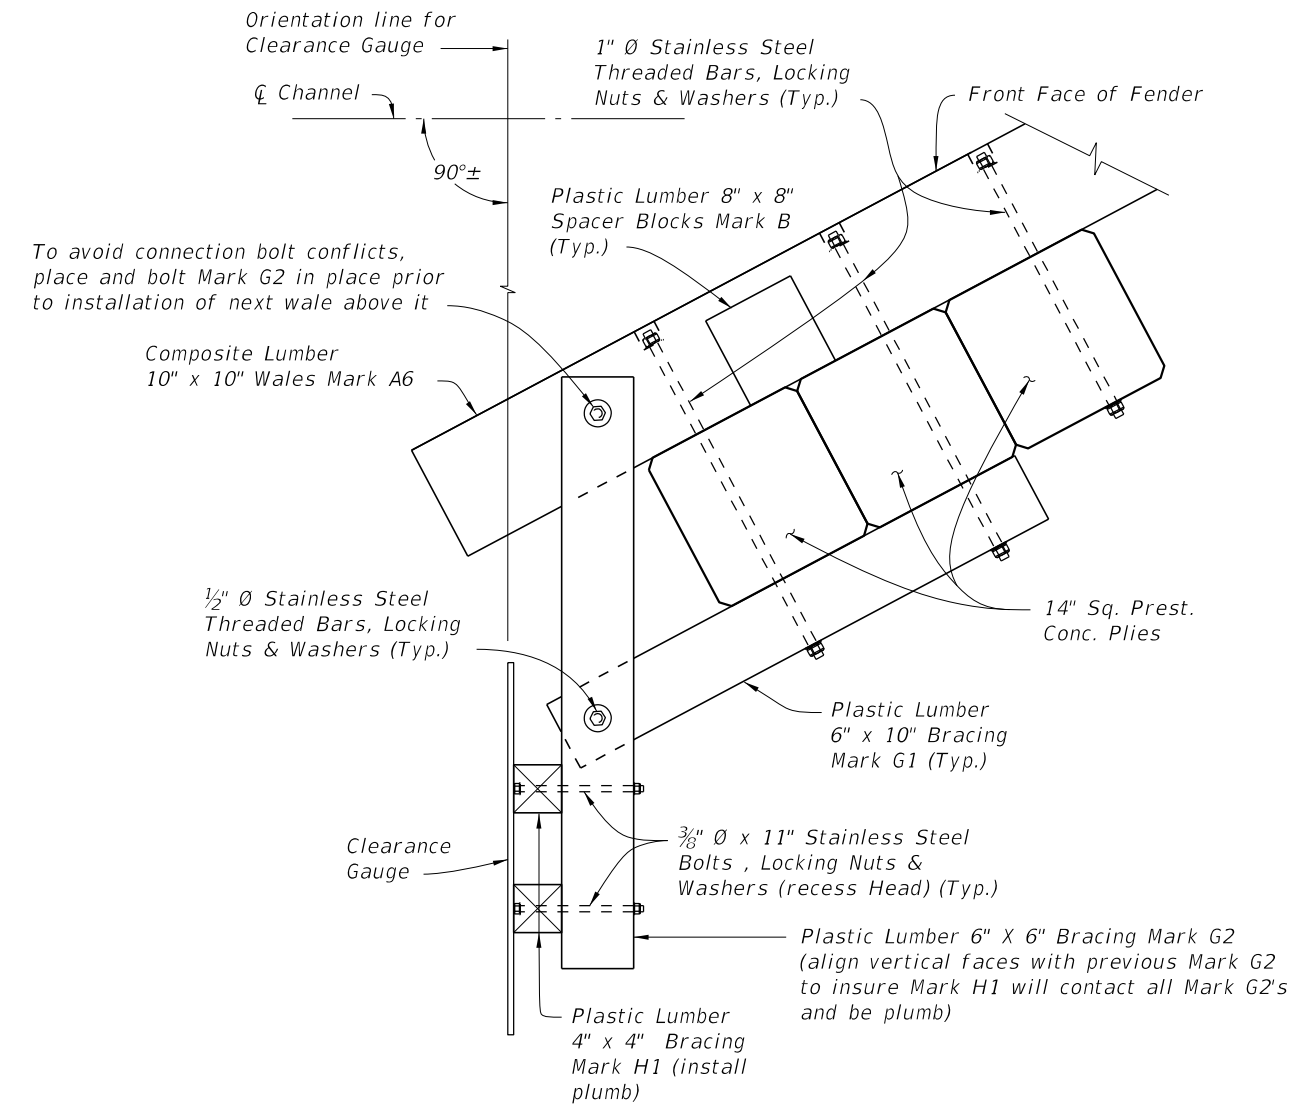 Orientation line for
Clearance Gauge
℄ Channel
90°±
1" Ø Stainless Steel
Threaded Bars, Locking
Nuts & Washers (Typ.)
Front Face of Fender
Plastic Lumber 8" x 8"
Spacer Blocks Mark B
(Typ.)
To avoid connection bolt conflicts,
place and bolt Mark G2 in place prior
to installation of next wale above it
Composite Lumber
10" x 10" Wales Mark A6
½" Ø Stainless Steel
Threaded Bars, Locking
Nuts & Washers (Typ.)
14" Sq. Prest.
Conc. Plies
Plastic Lumber
6" x 10" Bracing
Mark G1 (Typ.)
⅜" Ø x 11" Stainless Steel
Bolts , Locking Nuts &
Washers (recess Head) (Typ.)
Clearance
Gauge
Plastic Lumber 6" X 6" Bracing Mark G2
(align vertical faces with previous Mark G2
to insure Mark H1 will contact all Mark G2's
and be plumb)
Plastic Lumber
4" x 4" Bracing
Mark H1 (install
plumb)